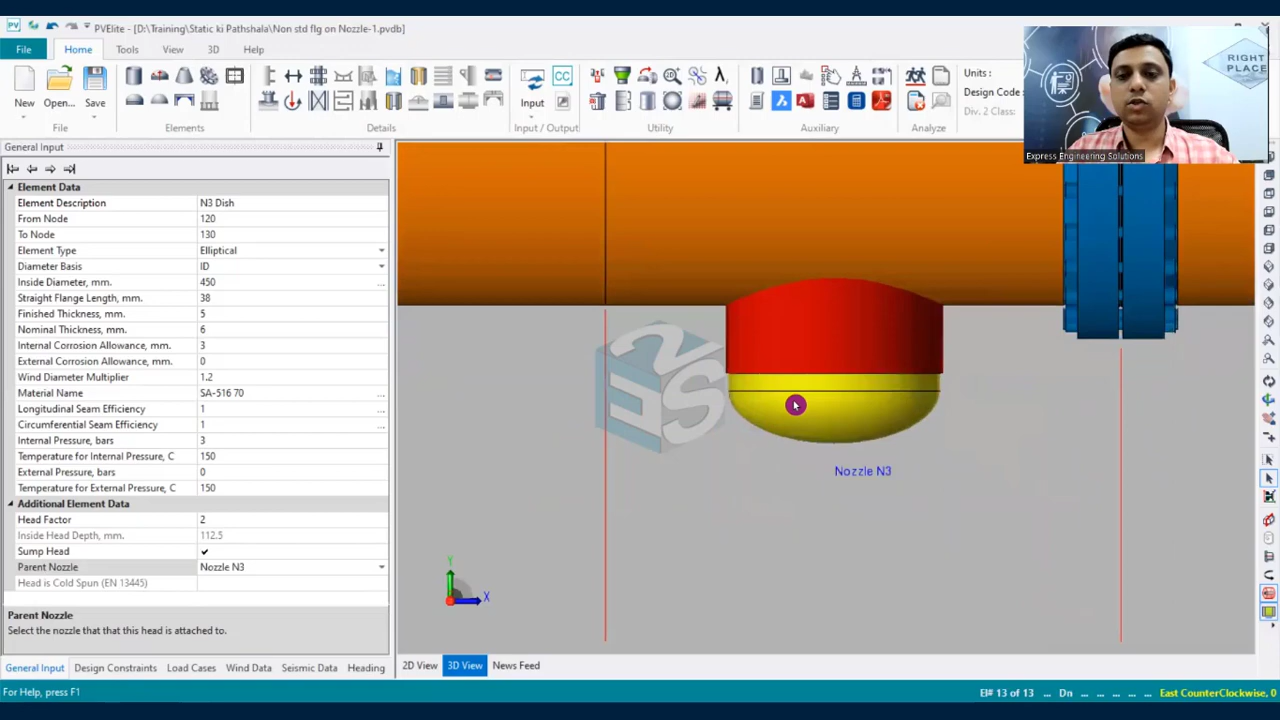 PVElite - [D:\Training\Static ki Pathshala\Non std flg on Nozzle-1.pvdb]
File Home Tools View 3D Help
New Open... Save Input CC Units :
Design Code :
Div. 2 Class:
File Elements Details Input / Output Utility Auxiliary Analyze
RIGHT
PLACE
Express Engineering Solutions
General Input
Element Data
Element Description N3 Dish
From Node 120
To Node 130
Element Type Elliptical
Diameter Basis ID
Inside Diameter, mm. 450 ...
Straight Flange Length, mm. 38
Finished Thickness, mm. 5
Nominal Thickness, mm. 6
Internal Corrosion Allowance, mm. 3
External Corrosion Allowance, mm. 0
Wind Diameter Multiplier 1.2
Material Name SA-516 70 ...
Longitudinal Seam Efficiency 1 ...
Circumferential Seam Efficiency 1 ...
Internal Pressure, bars 3
Temperature for Internal Pressure, C 150
External Pressure, bars 0
Temperature for External Pressure, C 150
Additional Element Data
Head Factor 2
Inside Head Depth, mm. 112.5
Sump Head
Parent Nozzle Nozzle N3
Head is Cold Spun (EN 13445)
Parent Nozzle
Select the nozzle that that this head is attached to.
General Input Design Constraints Load Cases Wind Data Seismic Data Heading
E2S
Nozzle N3
Y
X
2D View 3D View News Feed
For Help, press F1
El# 13 of 13 ... Dn ... ... ... ... ... East CounterClockwise, 0